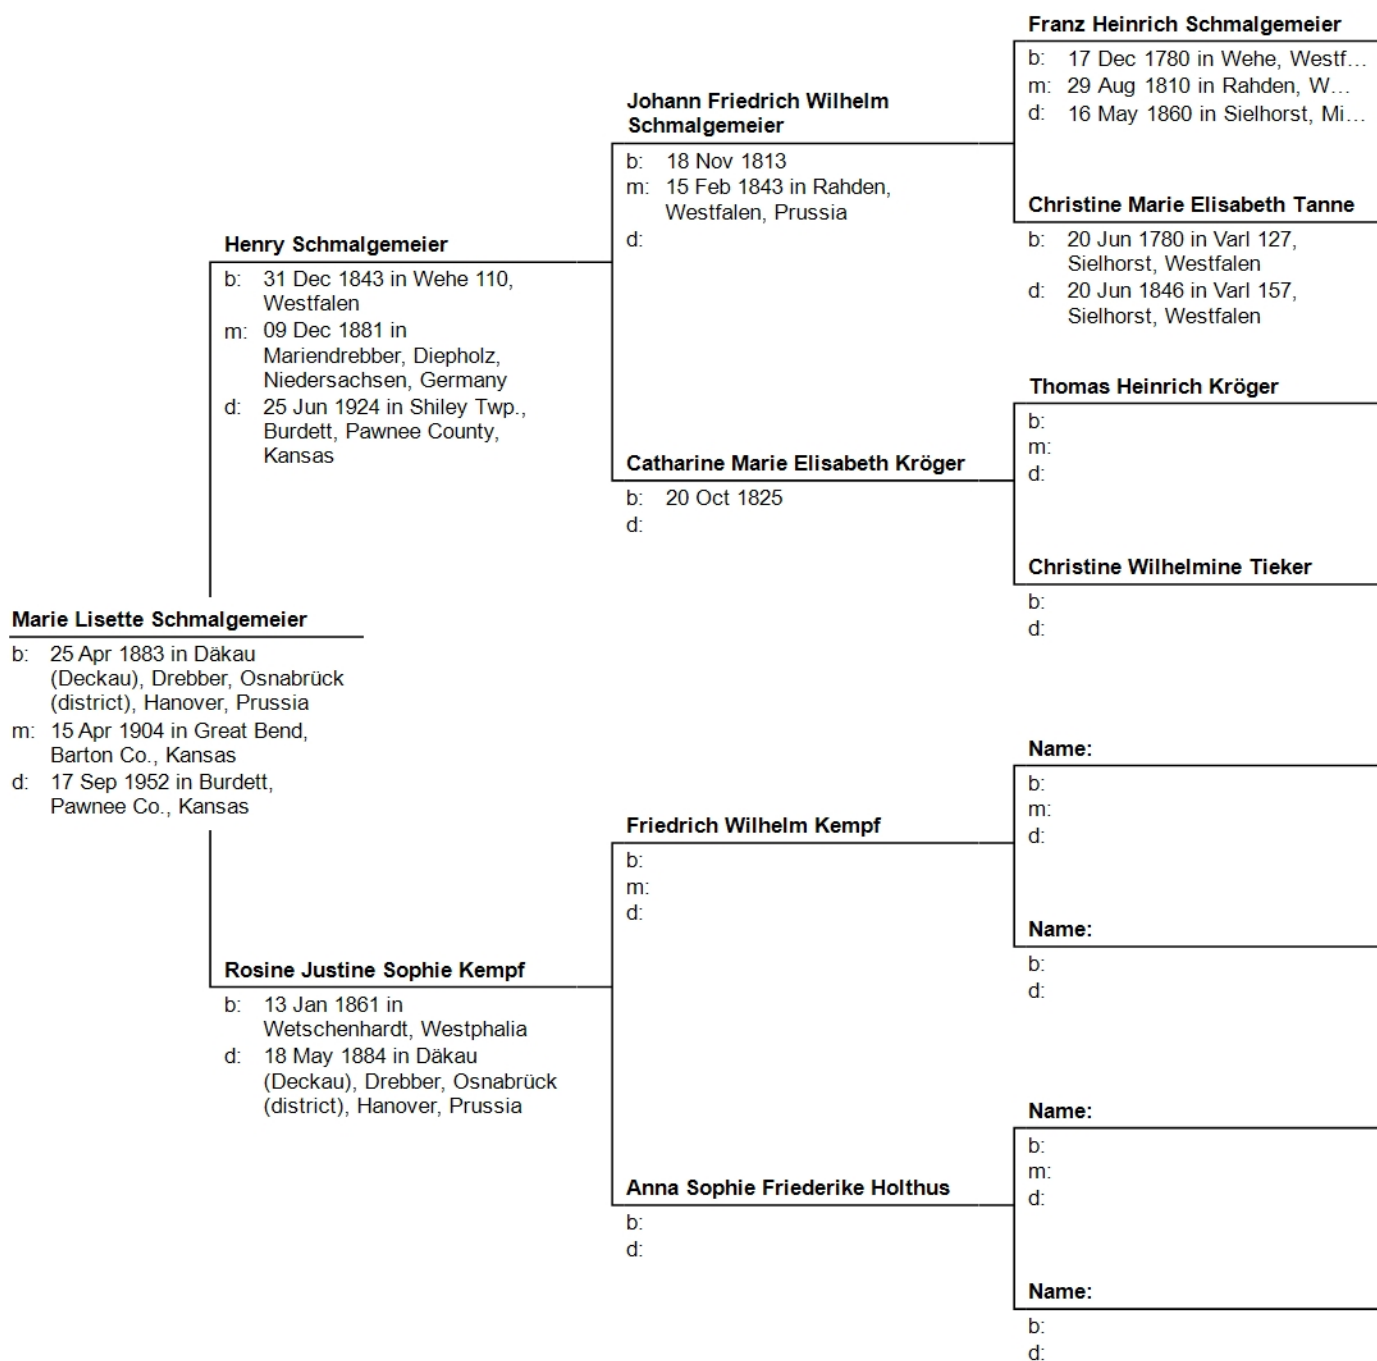 Franz Heinrich Schmalgemeier
b: 17 Dec 1780 in Wehe, Westf...
m: 29 Aug 1810 in Rahden, W...
d: 16 May 1860 in Sielhorst, Mi...
Johann Friedrich Wilhelm
Schmalgemeier
b: 18 Nov 1813
m: 15 Feb 1843 in Rahden,
Westfalen, Prussia
d:
Christine Marie Elisabeth Tanne
b: 20 Jun 1780 in Varl 127,
Sielhorst, Westfalen
d: 20 Jun 1846 in Varl 157,
Sielhorst, Westfalen
Henry Schmalgemeier
b: 31 Dec 1843 in Wehe 110,
Westfalen
m: 09 Dec 1881 in
Mariendrebber, Diepholz,
Niedersachsen, Germany
d: 25 Jun 1924 in Shiley Twp.,
Burdett, Pawnee County,
Kansas
Thomas Heinrich Kröger
b:
m:
d:
Catharine Marie Elisabeth Kröger
b: 20 Oct 1825
d:
Christine Wilhelmine Tieker
b:
d:
Marie Lisette Schmalgemeier
b: 25 Apr 1883 in Däkau
(Deckau), Drebber, Osnabrück
(district), Hanover, Prussia
m: 15 Apr 1904 in Great Bend,
Barton Co., Kansas
d: 17 Sep 1952 in Burdett,
Pawnee Co., Kansas
Name:
b:
m:
d:
Friedrich Wilhelm Kempf
b:
m:
d:
Name:
b:
d:
Rosine Justine Sophie Kempf
b: 13 Jan 1861 in
Wetschenhardt, Westphalia
d: 18 May 1884 in Däkau
(Deckau), Drebber, Osnabrück
(district), Hanover, Prussia
Name:
b:
m:
d:
Anna Sophie Friederike Holthus
b:
d:
Name:
b:
d: